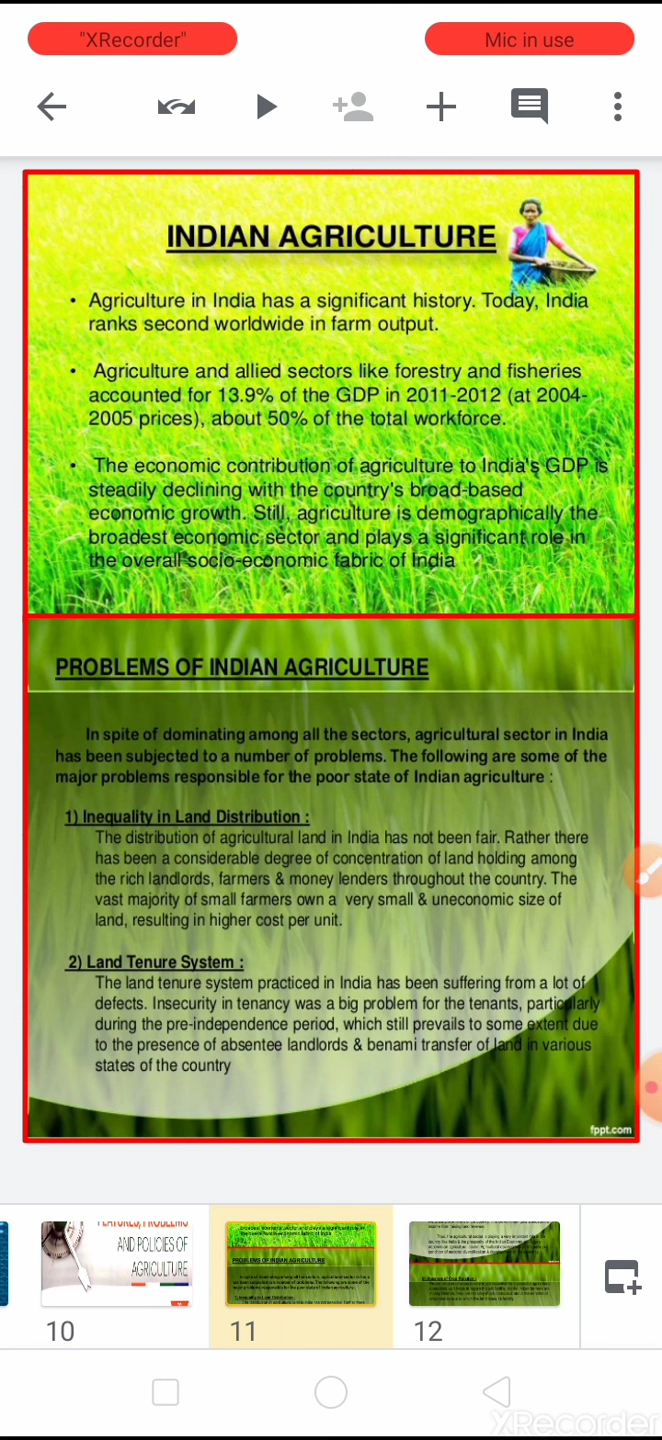 "XRecorder"
Mic in use
INDIAN AGRICULTURE
• Agriculture in India has a significant history. Today, India
ranks second worldwide in farm output.
• Agriculture and allied sectors like forestry and fisheries
accounted for 13.9% of the GDP in 2011-2012 (at 2004-
2005 prices), about 50% of the total workforce.
• The economic contribution of agriculture to India's GDP is
steadily declining with the country's broad-based
economic growth. Still, agriculture is demographically the
broadest economic sector and plays a significant role in
the overall socio-economic fabric of India
PROBLEMS OF INDIAN AGRICULTURE
In spite of dominating among all the sectors, agricultural sector in India
has been subjected to a number of problems. The following are some of the
major problems responsible for the poor state of Indian agriculture :
1) Inequality in Land Distribution :
The distribution of agricultural land in India has not been fair. Rather there
has been a considerable degree of concentration of land holding among
the rich landlords, farmers & money lenders throughout the country. The
vast majority of small farmers own a very small & uneconomic size of
land, resulting in higher cost per unit.
2) Land Tenure System :
The land tenure system practiced in India has been suffering from a lot of
defects. Insecurity in tenancy was a big problem for the tenants, particularly
during the pre-independence period, which still prevails to some extent due
to the presence of absentee landlords & benami transfer of land in various
states of the country
fppt.com
AND POLICIES OF
AGRICULTURE
PROBLEMS OF INDIAN AGRICULTURE
10
11
12
XRecorder